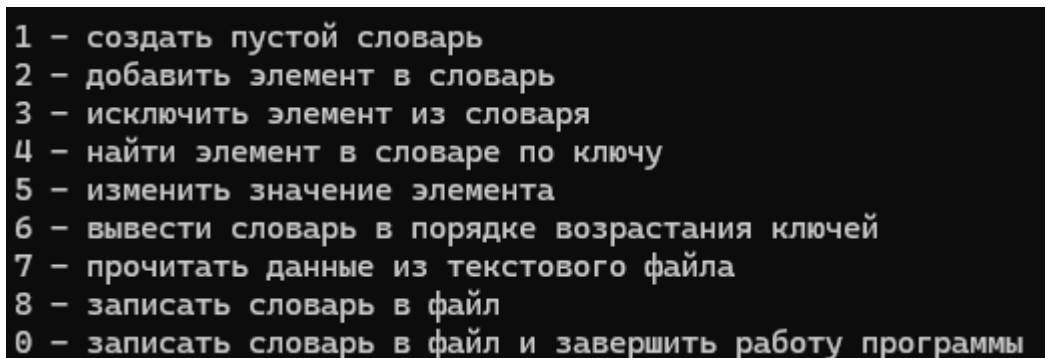 1 – создать пустой словарь
2 – добавить элемент в словарь
3 – исключить элемент из словаря
4 – найти элемент в словаре по ключу
5 – изменить значение элемента
6 – вывести словарь в порядке возрастания ключей
7 – прочитать данные из текстового файла
8 – записать словарь в файл
0 – записать словарь в файл и завершить работу программы